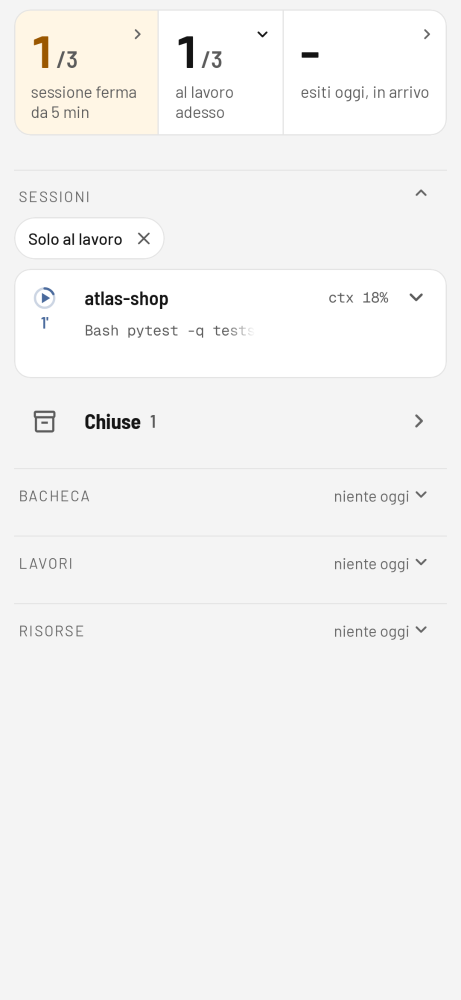 1/3
sessione ferma
da 5 min
1/3
al lavoro
adesso
–
esiti oggi, in arrivo
SESSIONI
Solo al lavoro
atlas-shop
ctx 18%
1'
Bash pytest -q tests
Chiuse 1
BACHECA
niente oggi
LAVORI
niente oggi
RISORSE
niente oggi